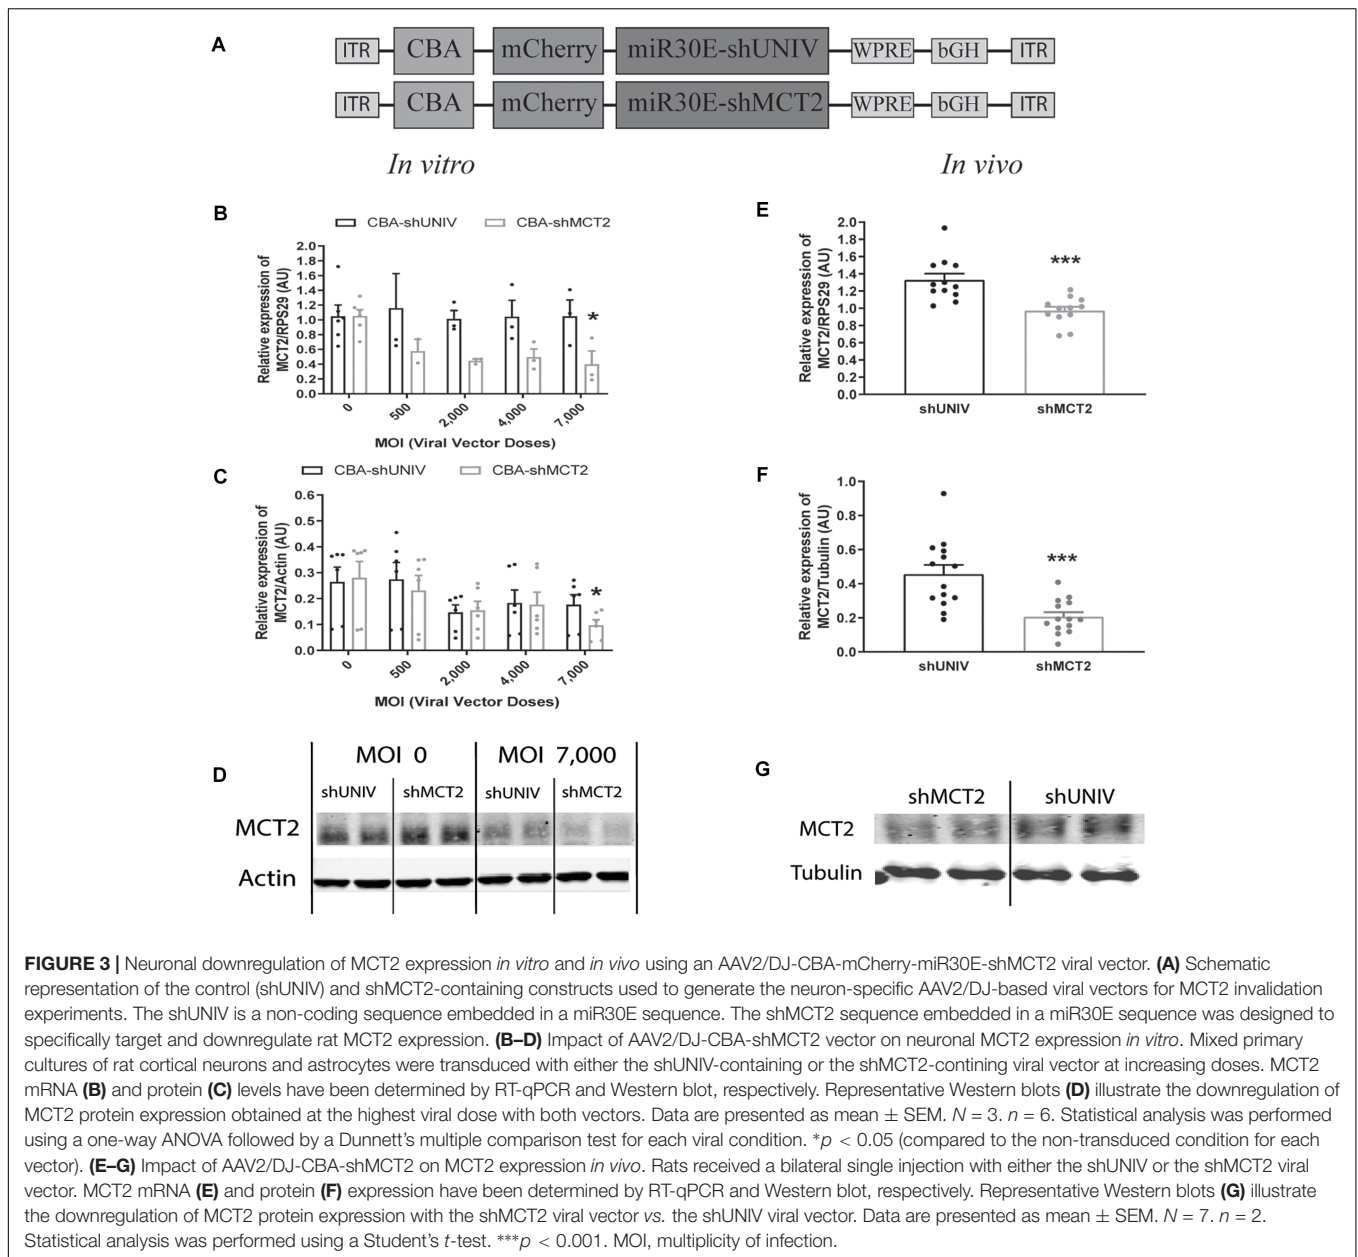 A
ITR CBA mCherry miR30E-shUNIV WPRE bGH ITR
ITR CBA mCherry miR30E-shMCT2 WPRE bGH ITR
In vitro
In vivo
B
CBA-shUNIV CBA-shMCT2
Relative expression of
MCT2/RPS29 (AU)
2.0
1.8
1.6
1.4
1.2
1.0
0.8
0.6
0.4
0.2
0.0
*
0 500 2,000 4,000 7,000
MOI (Viral Vector Doses)
C
CBA-shUNIV CBA-shMCT2
Relative expression of
MCT2/Actin (AU)
0.6
0.5
0.4
0.3
0.2
0.1
0.0
*
0 500 2,000 4,000 7,000
MOI (Viral Vector Doses)
D
MOI 0 MOI 7,000
shUNIV shMCT2 shUNIV shMCT2
MCT2
Actin
E
Relative expression of
MCT2/RPS29 (AU)
2.0
1.8
1.6
1.4
1.2
1.0
0.8
0.6
0.4
0.2
0.0
***
shUNIV shMCT2
F
Relative expression of
MCT2/Tubulin (AU)
1.0
0.8
0.6
0.4
0.2
0.0
***
shUNIV shMCT2
G
shMCT2 shUNIV
MCT2
Tubulin
FIGURE 3 | Neuronal downregulation of MCT2 expression in vitro and in vivo using an AAV2/DJ-CBA-mCherry-miR30E-shMCT2 viral vector. (A) Schematic
representation of the control (shUNIV) and shMCT2-containing constructs used to generate the neuron-specific AAV2/DJ-based viral vectors for MCT2 invalidation
experiments. The shUNIV is a non-coding sequence embedded in a miR30E sequence. The shMCT2 sequence embedded in a miR30E sequence was designed to
specifically target and downregulate rat MCT2 expression. (B–D) Impact of AAV2/DJ-CBA-shMCT2 vector on neuronal MCT2 expression in vitro. Mixed primary
cultures of rat cortical neurons and astrocytes were transduced with either the shUNIV-containing or the shMCT2-contining viral vector at increasing doses. MCT2
mRNA (B) and protein (C) levels have been determined by RT-qPCR and Western blot, respectively. Representative Western blots (D) illustrate the downregulation of
MCT2 protein expression obtained at the highest viral dose with both vectors. Data are presented as mean ± SEM. N = 3. n = 6. Statistical analysis was performed
using a one-way ANOVA followed by a Dunnett's multiple comparison test for each viral condition. *p < 0.05 (compared to the non-transduced condition for each
vector). (E–G) Impact of AAV2/DJ-CBA-shMCT2 on MCT2 expression in vivo. Rats received a bilateral single injection with either the shUNIV or the shMCT2 viral
vector. MCT2 mRNA (E) and protein (F) expression have been determined by RT-qPCR and Western blot, respectively. Representative Western blots (G) illustrate
the downregulation of MCT2 protein expression with the shMCT2 viral vector vs. the shUNIV viral vector. Data are presented as mean ± SEM. N = 7. n = 2.
Statistical analysis was performed using a Student's t-test. ***p < 0.001. MOI, multiplicity of infection.